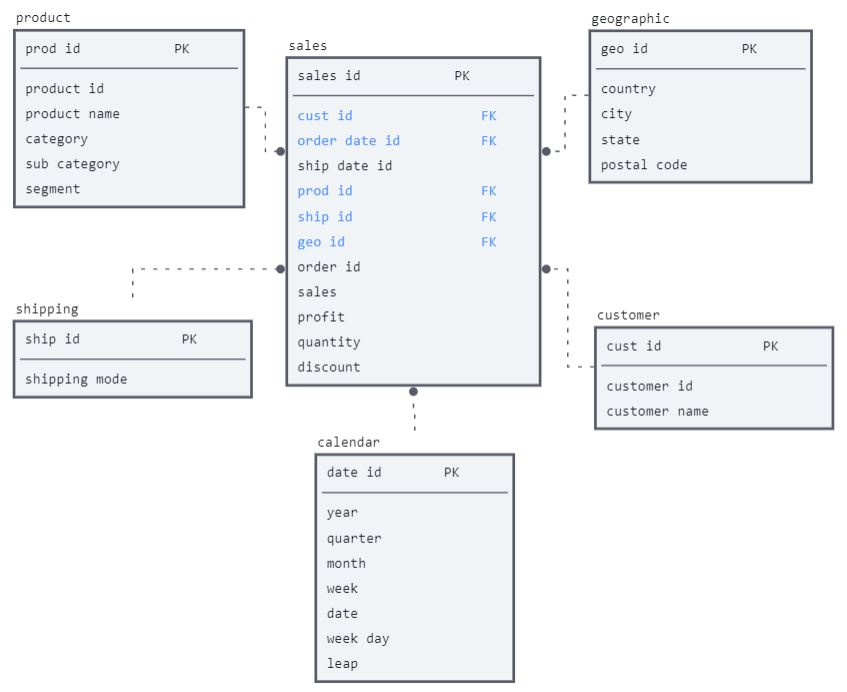 product
prod id PK
product id
product name
category
sub category
segment
sales
sales id PK
cust id FK
order date id FK
ship date id
prod id FK
ship id FK
geo id FK
order id
sales
profit
quantity
discount
geographic
geo id PK
country
city
state
postal code
shipping
ship id PK
shipping mode
customer
cust id PK
customer id
customer name
calendar
date id PK
year
quarter
month
week
date
week day
leap